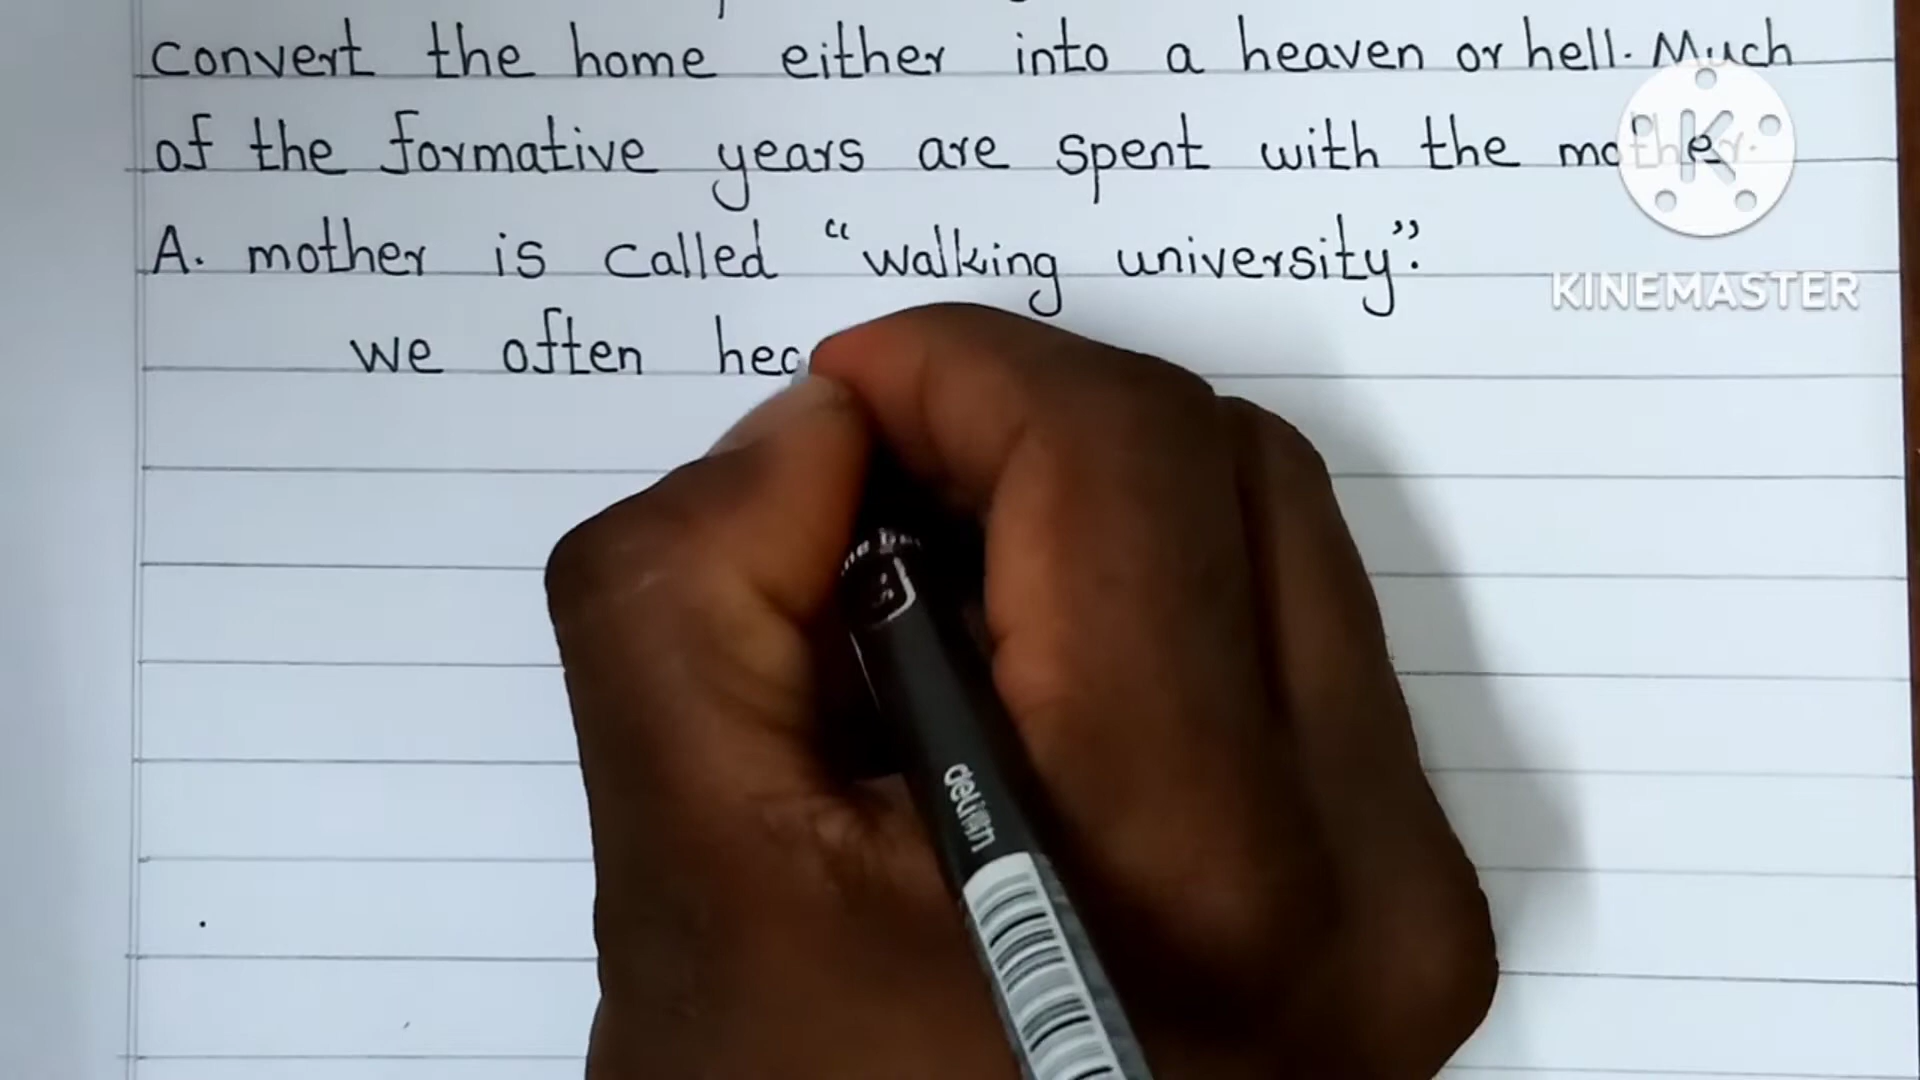 convert the home either into a heaven or hell. Much
of the formative years are spent with the mother.
A. mother is called “walking university”.
we often hea
KINEMASTER
deli